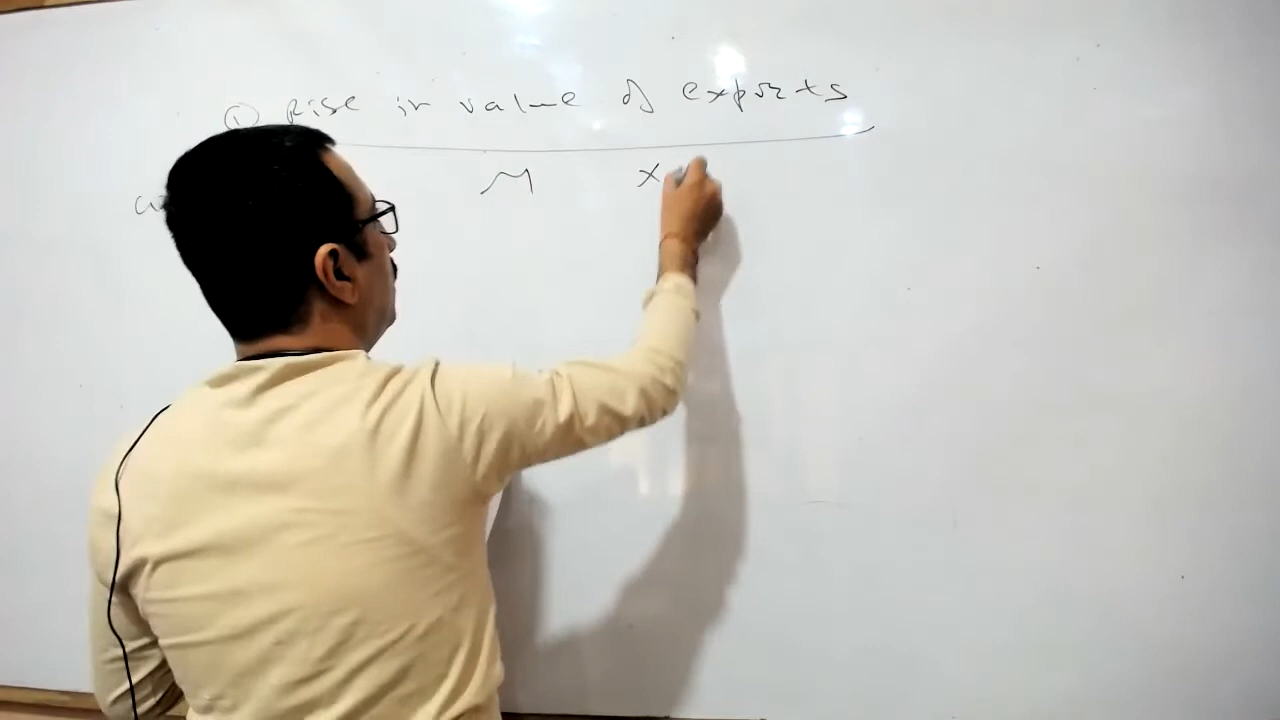 ① Rise in value of exports
M X